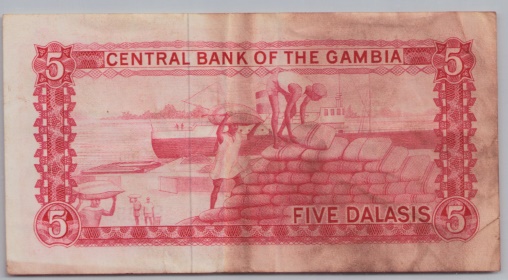 5 CENTRAL BANK OF THE GAMBIA 5
5 FIVE DALASIS 5